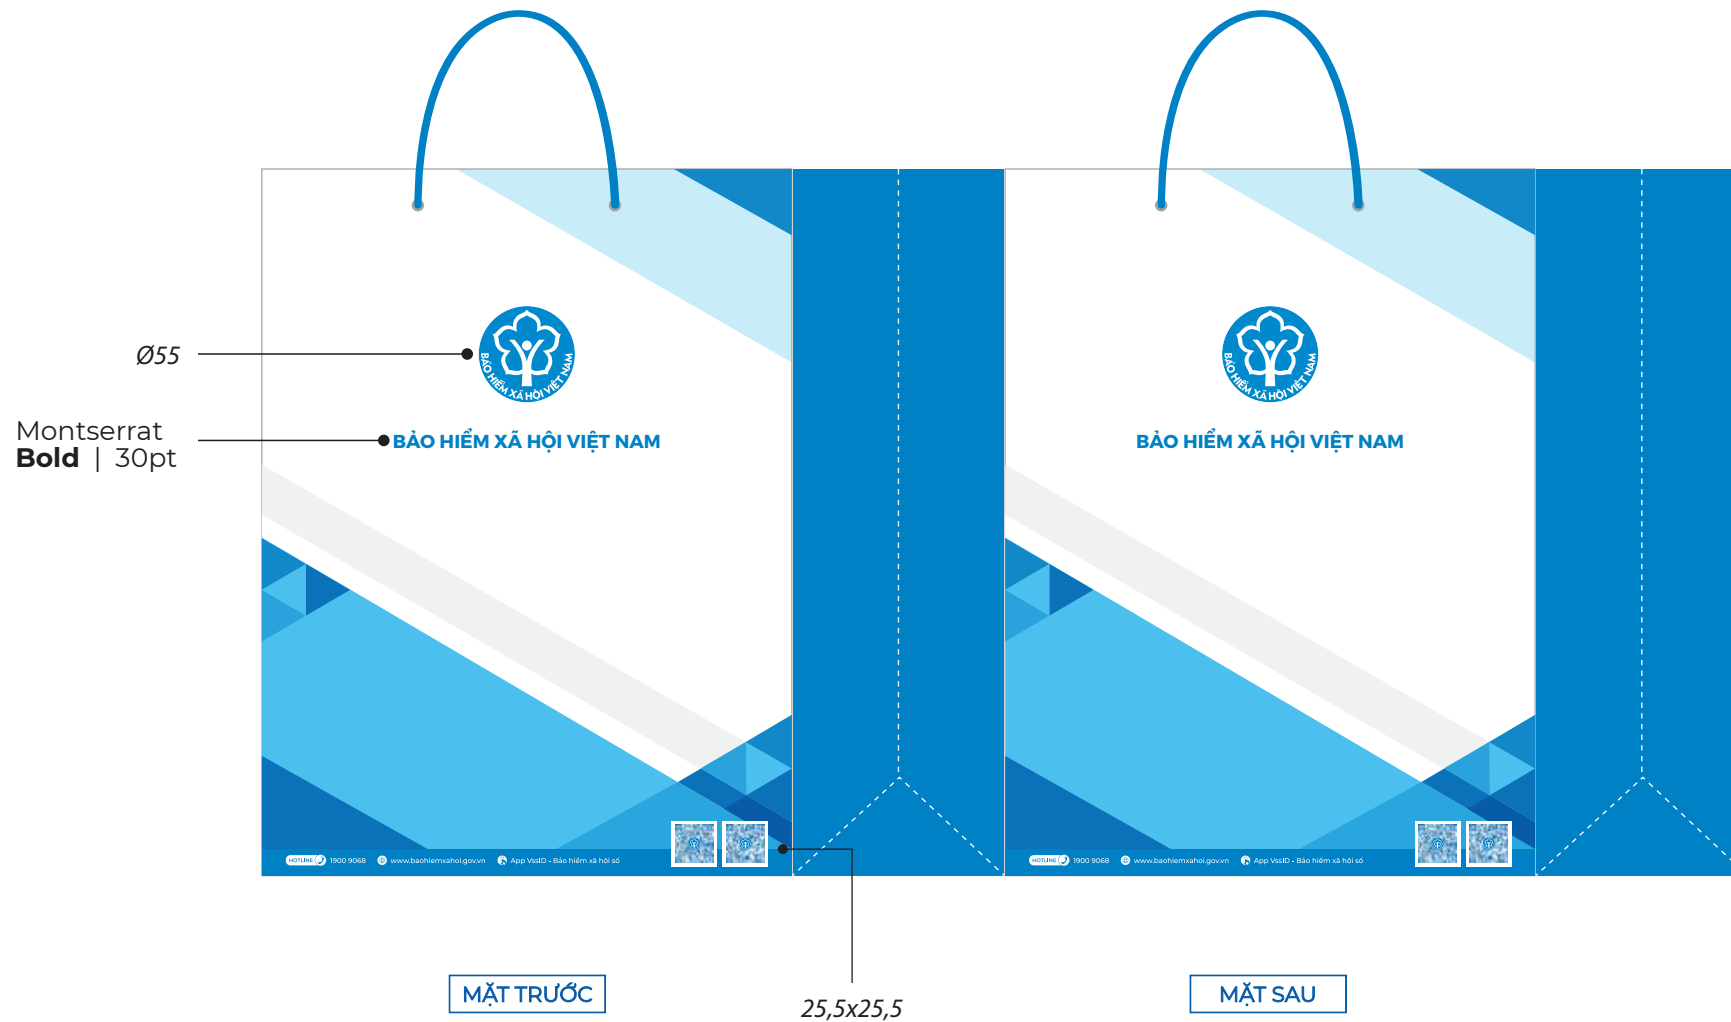 Ø55
Montserrat
Bold | 30pt
BẢO HIỂM XÃ HỘI VIỆT NAM
BẢO HIỂM XÃ HỘI VIỆT NAM
HOTLINE 1900 9068 www.baohiemxahoi.gov.vn App VssID - Bảo hiểm xã hội số
BẢO HIỂM XÃ HỘI VIỆT NAM
BẢO HIỂM XÃ HỘI VIỆT NAM
HOTLINE 1900 9068 www.baohiemxahoi.gov.vn App VssID - Bảo hiểm xã hội số
MẶT TRƯỚC
25,5x25,5
MẶT SAU